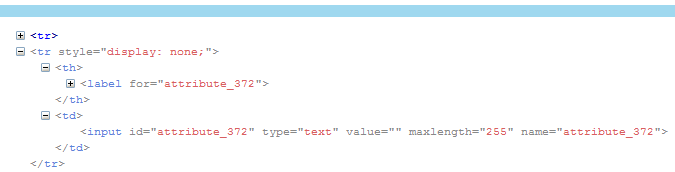 <tr>
<tr style="display: none;">
<th>
<label for="attribute_372">
</th>
<td>
<input id="attribute_372" type="text" value="" maxlength="255" name="attribute_372">
</td>
</tr>